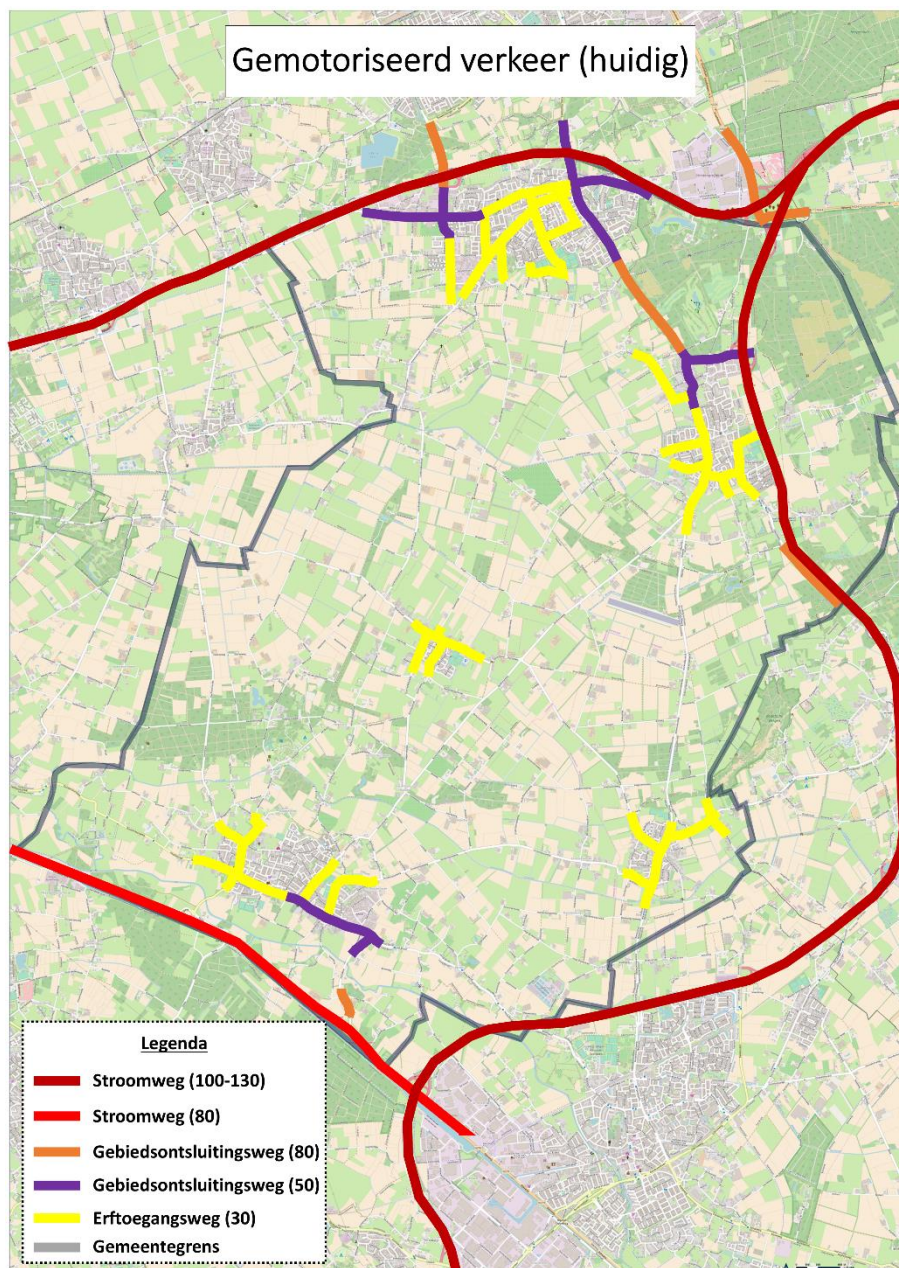 Gemotoriseerd verkeer (huidig)
Legenda
Stroomweg (100-130)
Stroomweg (80)
Gebiedsontsluitingsweg (80)
Gebiedsontsluitingsweg (50)
Erftoegangsweg (30)
Gemeentegrens